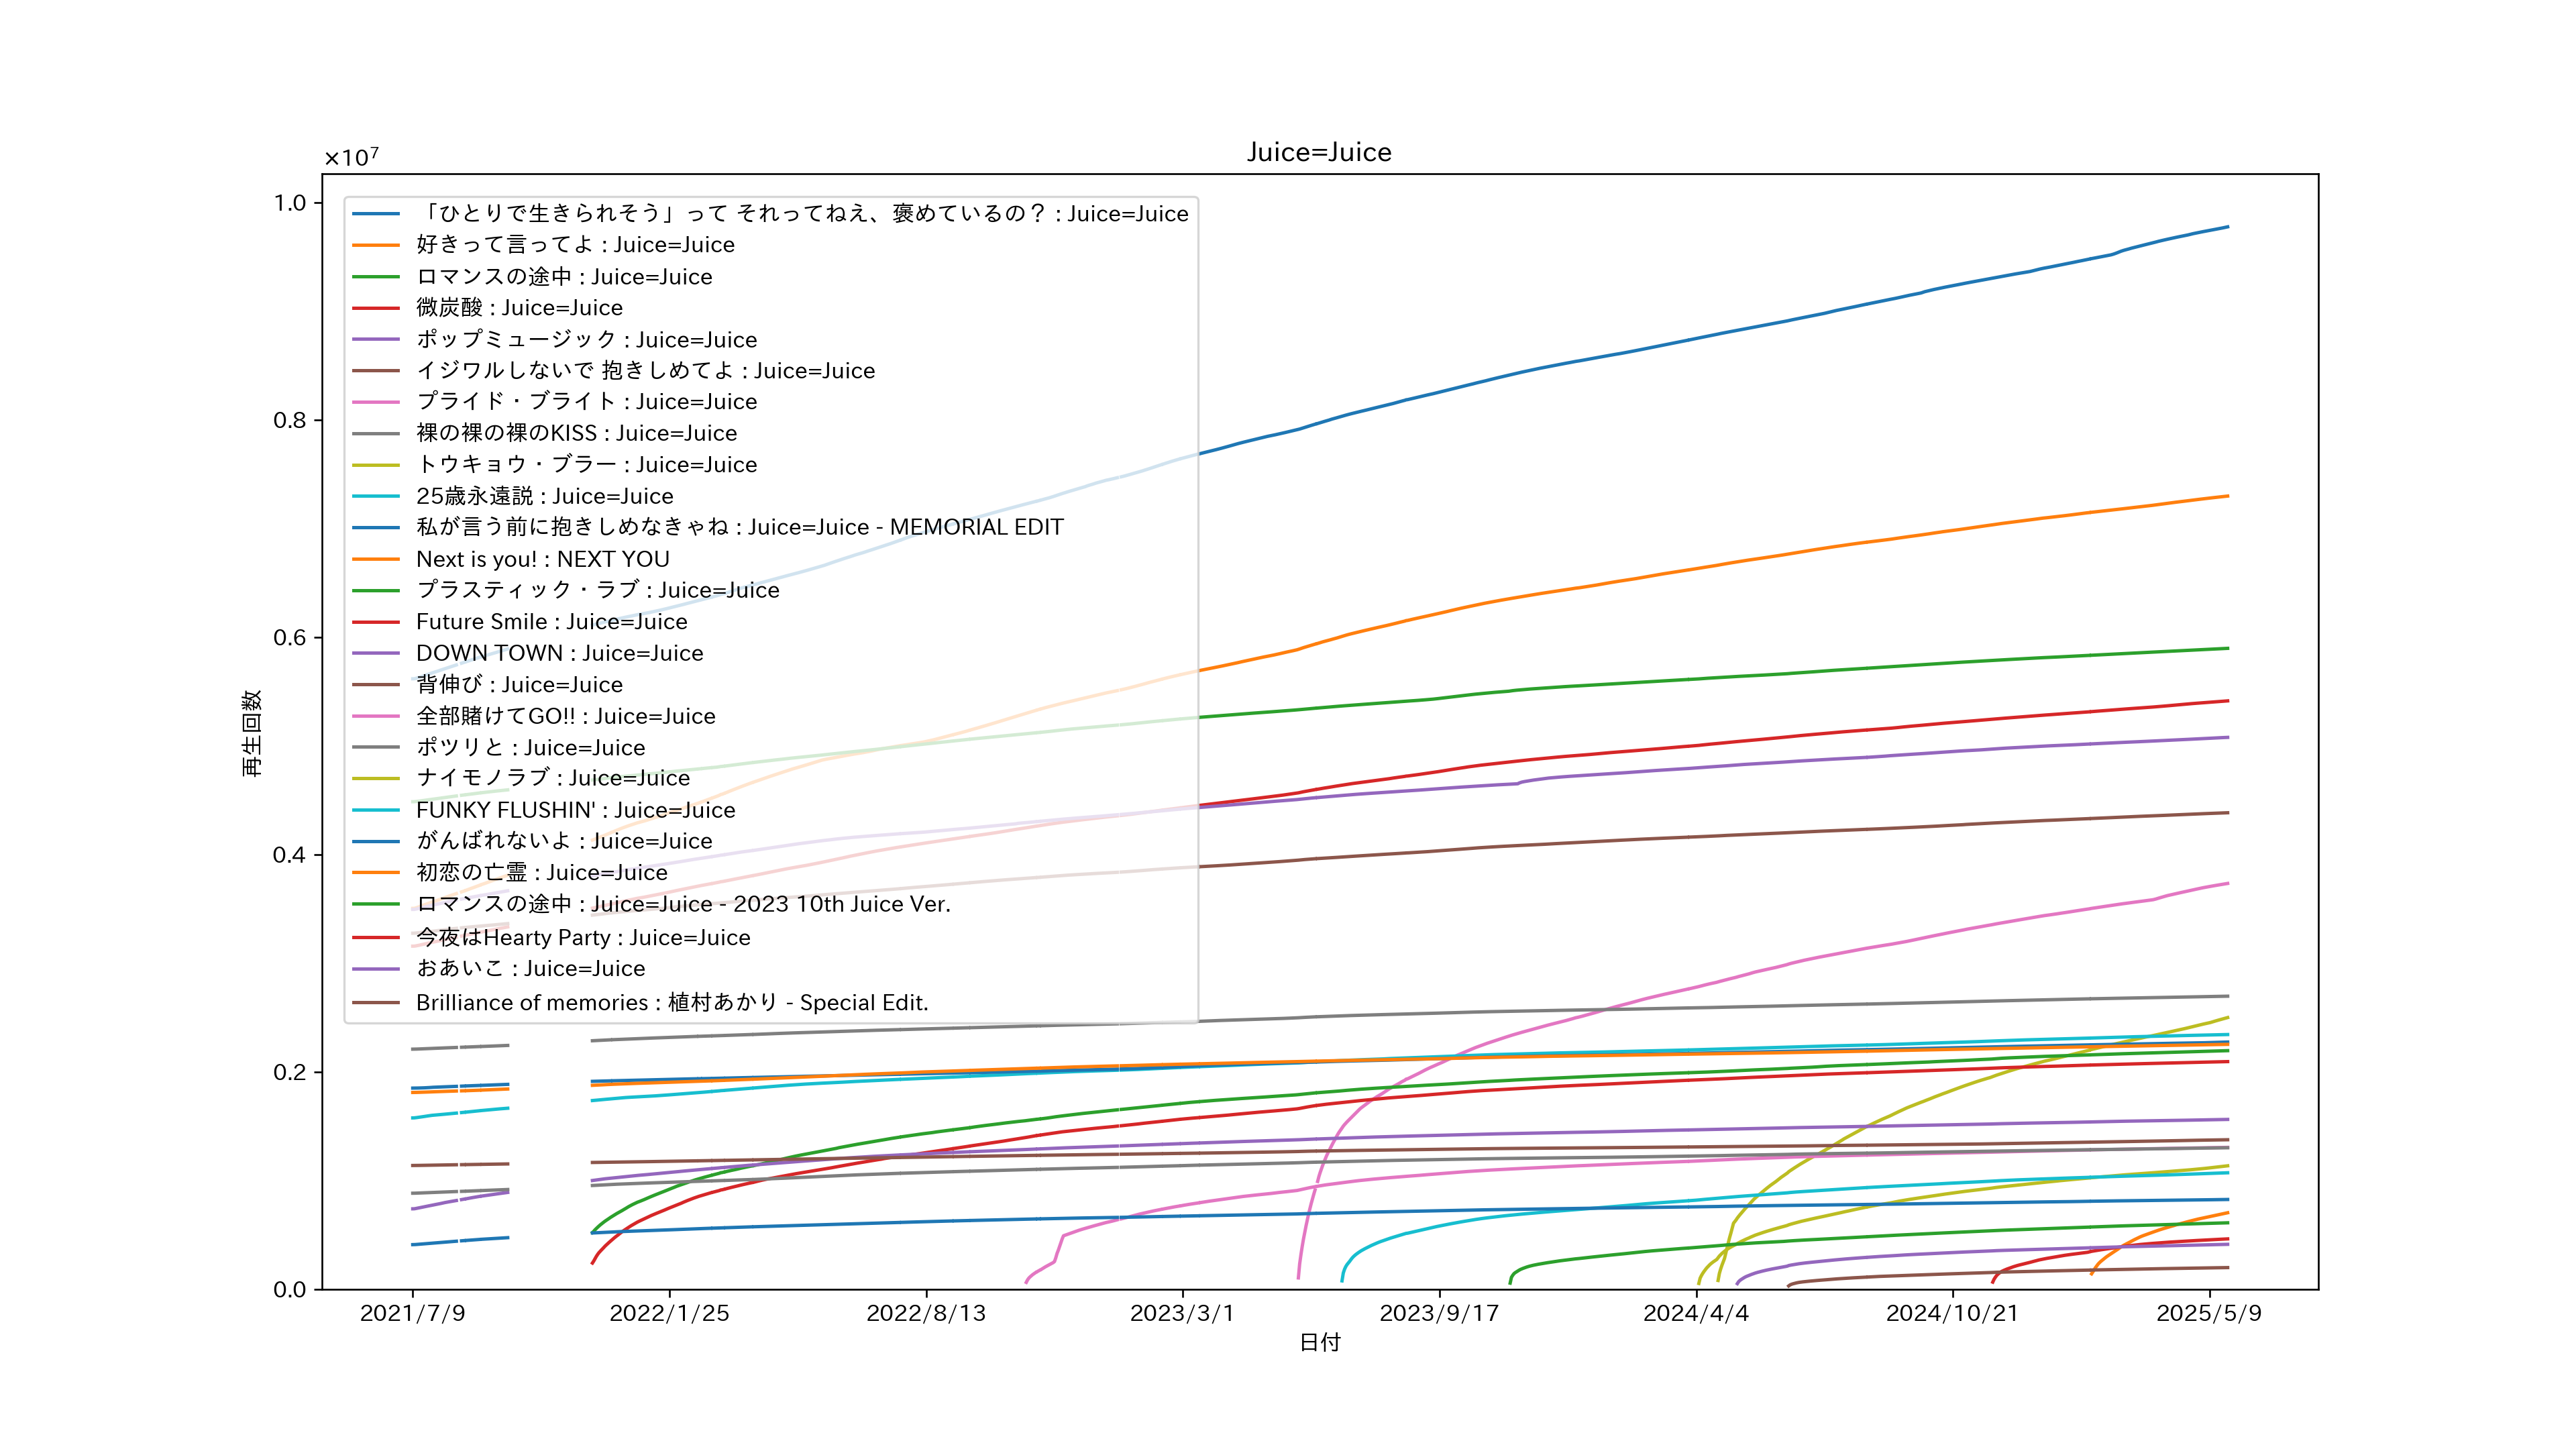 Juice=Juice
×10⁷
1.0
0.8
0.6
0.4
0.2
0.0
再生回数
「ひとりで生きられそう」って それってねえ、褒めているの？ : Juice=Juice
好きって言ってよ : Juice=Juice
ロマンスの途中 : Juice=Juice
微炭酸 : Juice=Juice
ポップミュージック : Juice=Juice
イジワルしないで 抱きしめてよ : Juice=Juice
プライド・ブライト : Juice=Juice
裸の裸の裸のKISS : Juice=Juice
トウキョウ・ブラー : Juice=Juice
25歳永遠説 : Juice=Juice
私が言う前に抱きしめなきゃね : Juice=Juice - MEMORIAL EDIT
Next is you! : NEXT YOU
プラスティック・ラブ : Juice=Juice
Future Smile : Juice=Juice
DOWN TOWN : Juice=Juice
背伸び : Juice=Juice
全部賭けてGO!! : Juice=Juice
ポツリと : Juice=Juice
ナイモノラブ : Juice=Juice
FUNKY FLUSHIN' : Juice=Juice
がんばれないよ : Juice=Juice
初恋の亡霊 : Juice=Juice
ロマンスの途中 : Juice=Juice - 2023 10th Juice Ver.
今夜はHearty Party : Juice=Juice
おあいこ : Juice=Juice
Brilliance of memories : 植村あかり - Special Edit.
2021/7/9
2022/1/25
2022/8/13
2023/3/1
2023/9/17
2024/4/4
2024/10/21
2025/5/9
日付